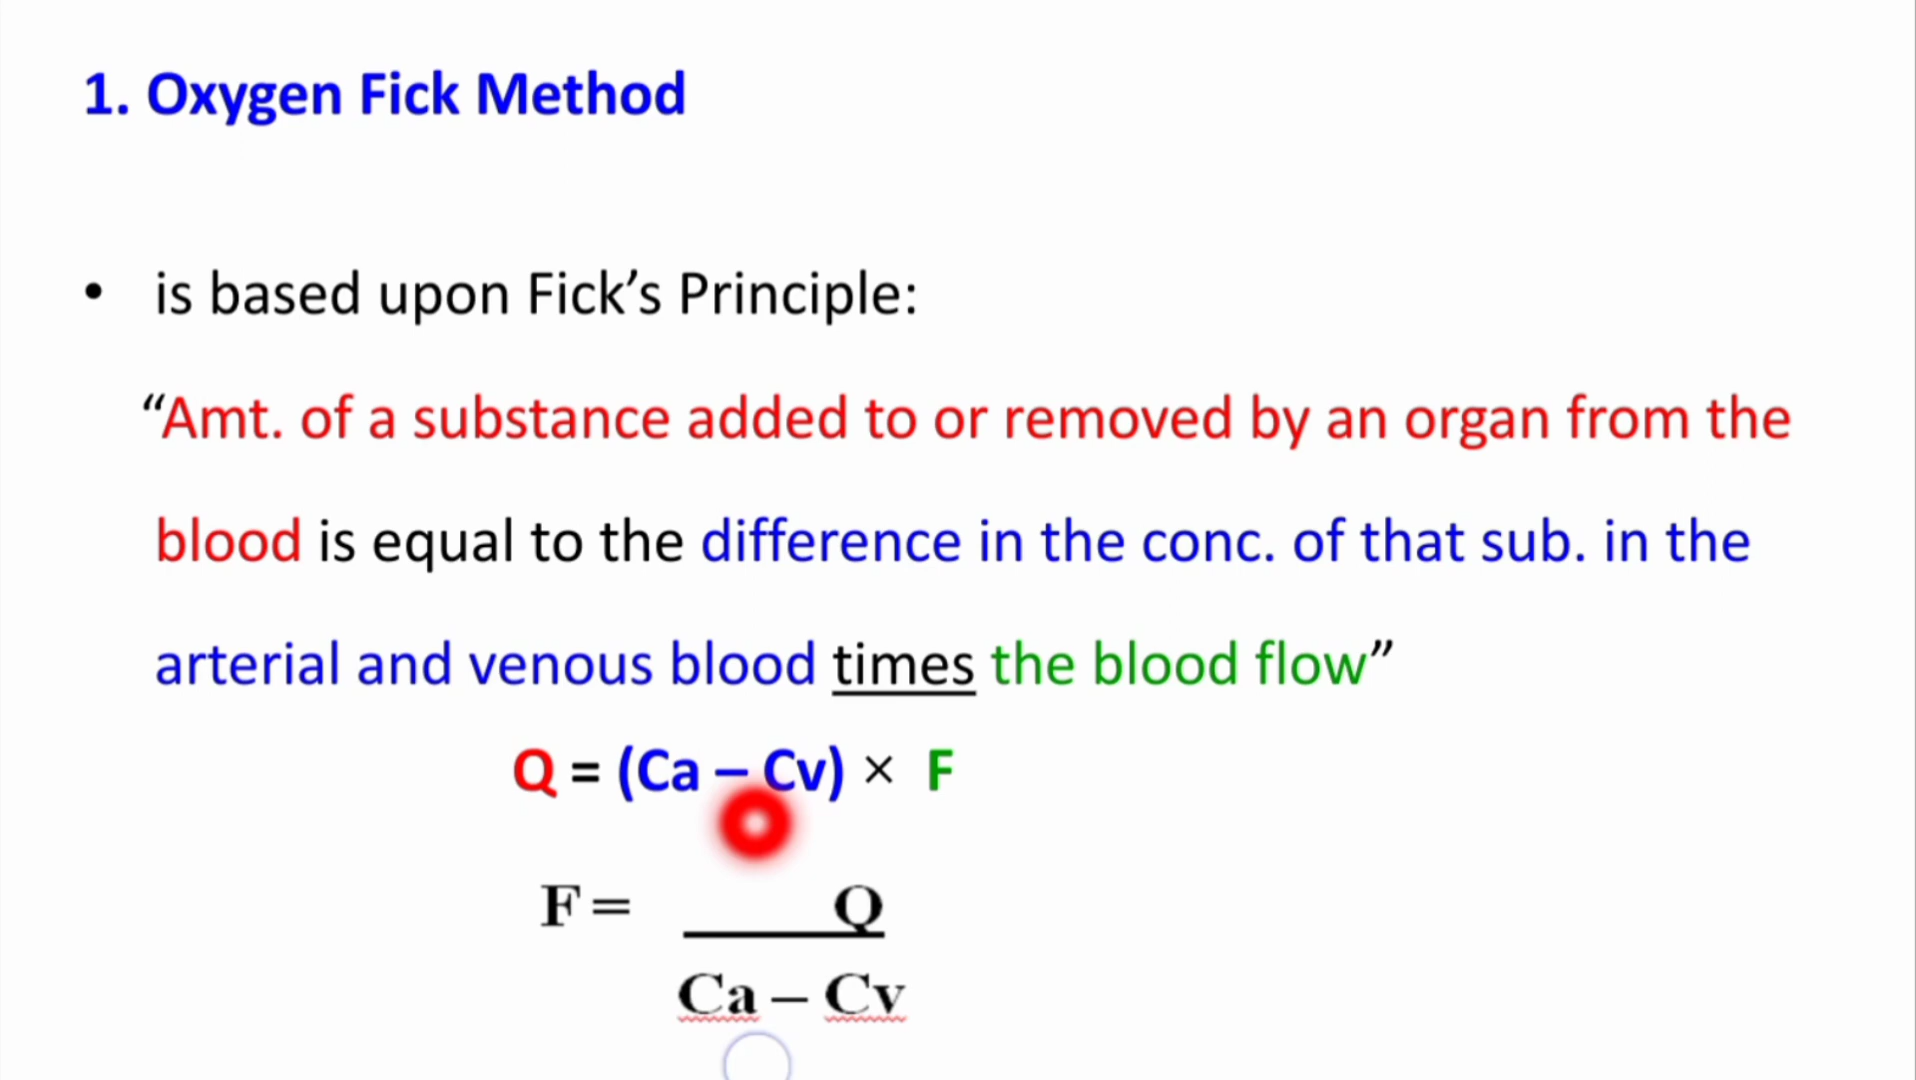 1. Oxygen Fick Method
• is based upon Fick’s Principle:
“Amt. of a substance added to or removed by an organ from the
blood is equal to the difference in the conc. of that sub. in the
arterial and venous blood times the blood flow”
Q = (Ca – Cv) × F
F = Q
Ca – Cv